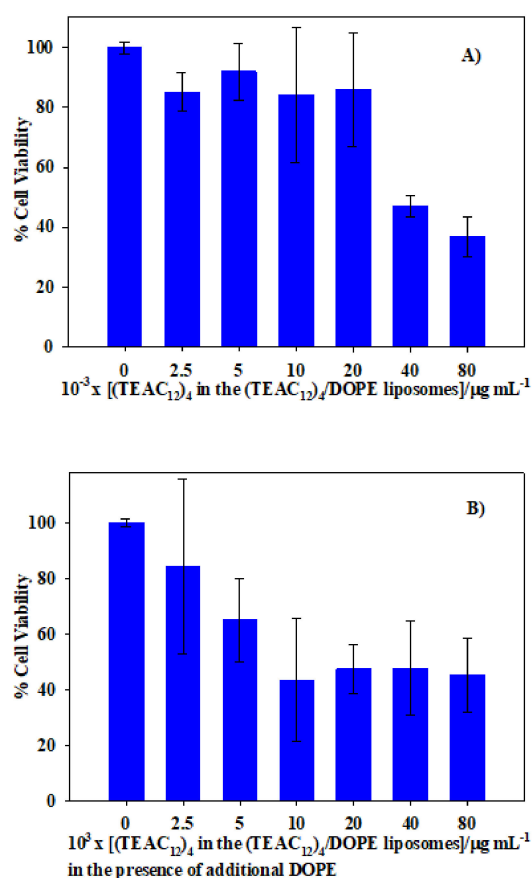 A)
100
80
60
40
20
0
% Cell Viability
0 2.5 5 10 20 40 80
10⁻³ x [(TEAC₁₂)₄ in the (TEAC₁₂)₄/DOPE liposomes]/µg mL⁻¹
B)
100
80
60
40
20
0
% Cell Viability
0 2.5 5 10 20 40 80
10³ x [(TEAC₁₂)₄ in the (TEAC₁₂)₄/DOPE liposomes]/µg mL⁻¹
in the presence of additional DOPE